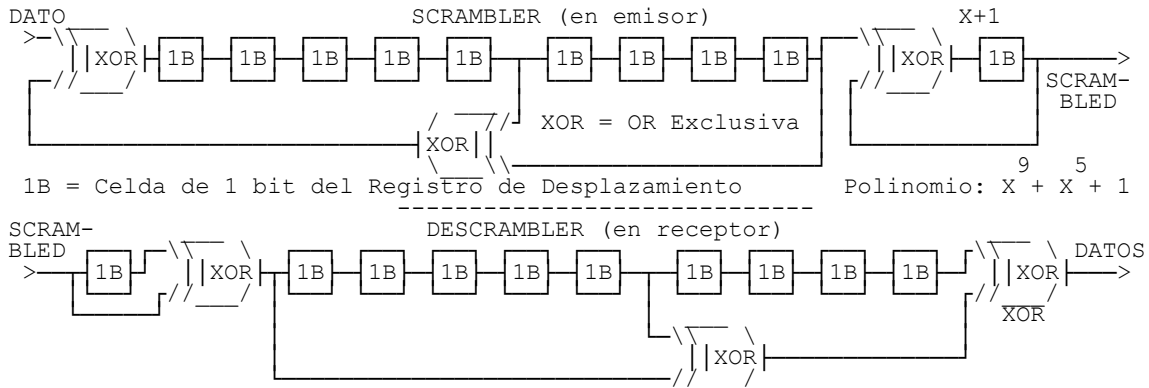 DATO SCRAMBLER (en emisor) X+1
XOR 1B 1B 1B 1B 1B 1B 1B 1B 1B XOR 1B
SCRAM-
BLED
XOR = OR Exclusiva
XOR
1B = Celda de 1 bit del Registro de Desplazamiento Polinomio: X⁹+ X⁵+ 1
SCRAM-
BLED
DESCRAMBLER (en receptor)
DATOS
1B XOR 1B 1B 1B 1B 1B 1B 1B 1B 1B XOR
XOR
XOR